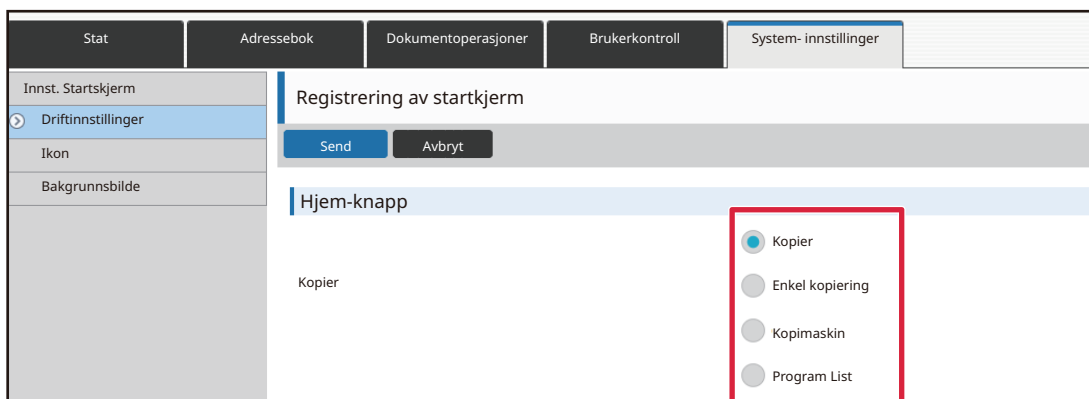 Stat
Adressebok
Dokumentoperasjoner
Brukerkontroll
System- innstillinger
Innst. Startskjerm
Driftinnstillinger
Ikon
Bakgrunnsbilde
Registrering av startkjerm
Send
Avbryt
Hjem-knapp
Kopier
Kopier
Enkel kopiering
Kopimaskin
Program List